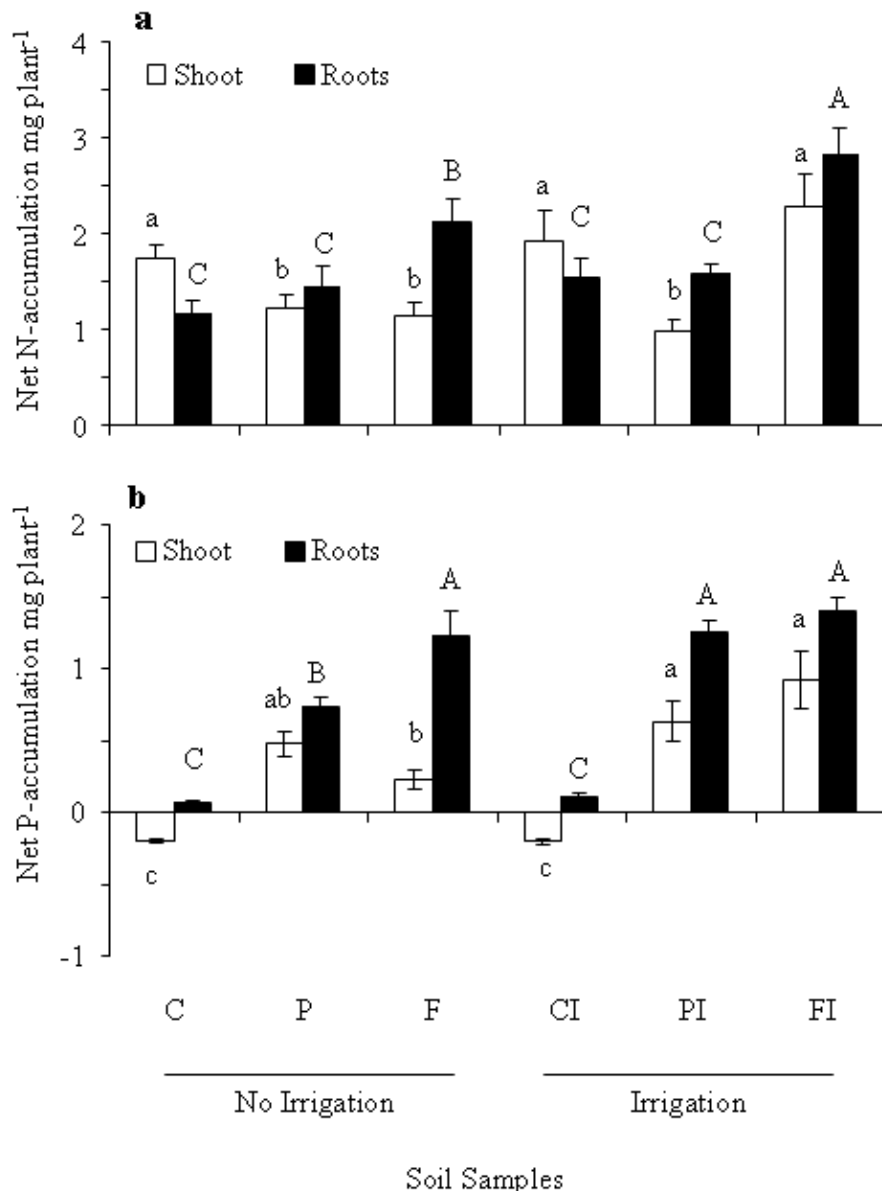 a
Net N-accumulation mg plant-1
4
3
2
1
0
Shoot Roots
a C b C b B a C b C a A
b
Net P-accumulation mg plant-1
2
1
0
-1
Shoot Roots
c C ab B b A c C a A a A
C P F CI PI FI
No Irrigation Irrigation
Soil Samples